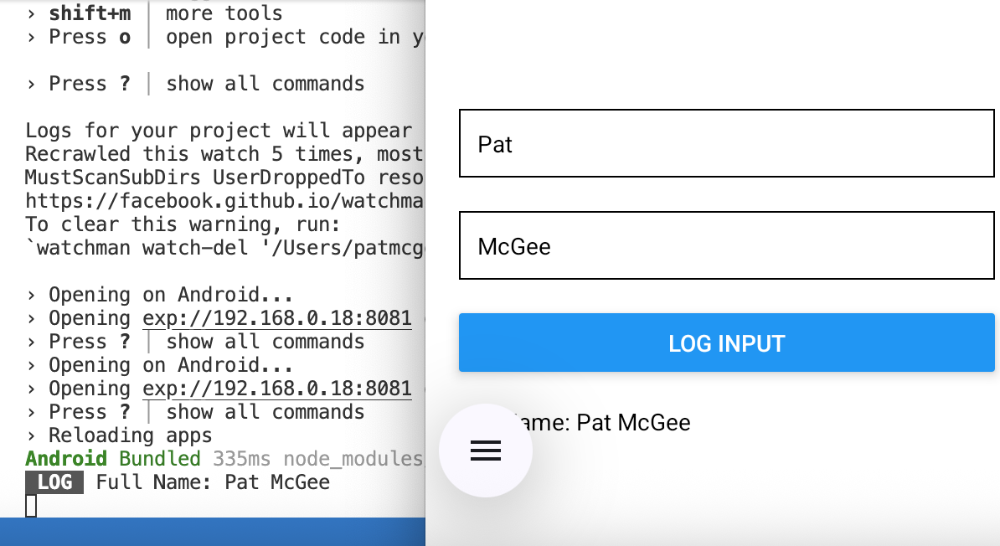 › shift+m │ more tools
› Press o │ open project code in
› Press ? │ show all commands
Logs for your project will appear
Recrawled this watch 5 times, most
MustScanSubDirs UserDroppedTo
https://facebook.github.io/watchma
To clear this warning, run:
`watchman watch-del '/Users/patmcg
› Opening on Android...
› Opening exp://192.168.0.18:8081
› Press ? │ show all commands
› Opening on Android...
› Opening exp://192.168.0.18:8081
› Press ? │ show all commands
› Reloading apps
Android Bundled 335ms node_modules
LOG Full Name: Pat McGee
Pat
McGee
LOG INPUT
ame: Pat McGee